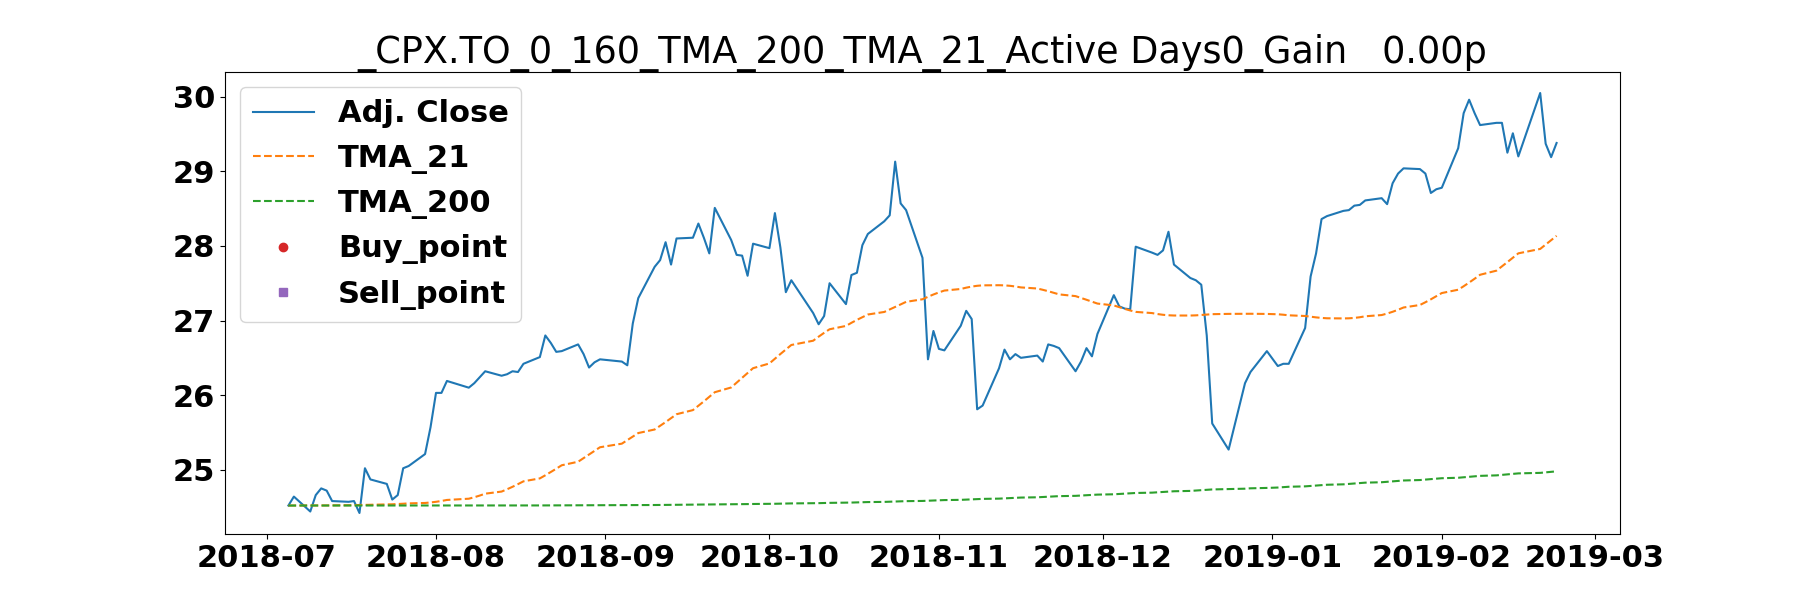 _CPX.TO_0_160_TMA_200_TMA_21_Active Days0_Gain   0.00p
30
29
28
27
26
25
Adj. Close
TMA_21
TMA_200
Buy_point
Sell_point
2018-07 2018-08 2018-09 2018-10 2018-11 2018-12 2019-01 2019-02 2019-03